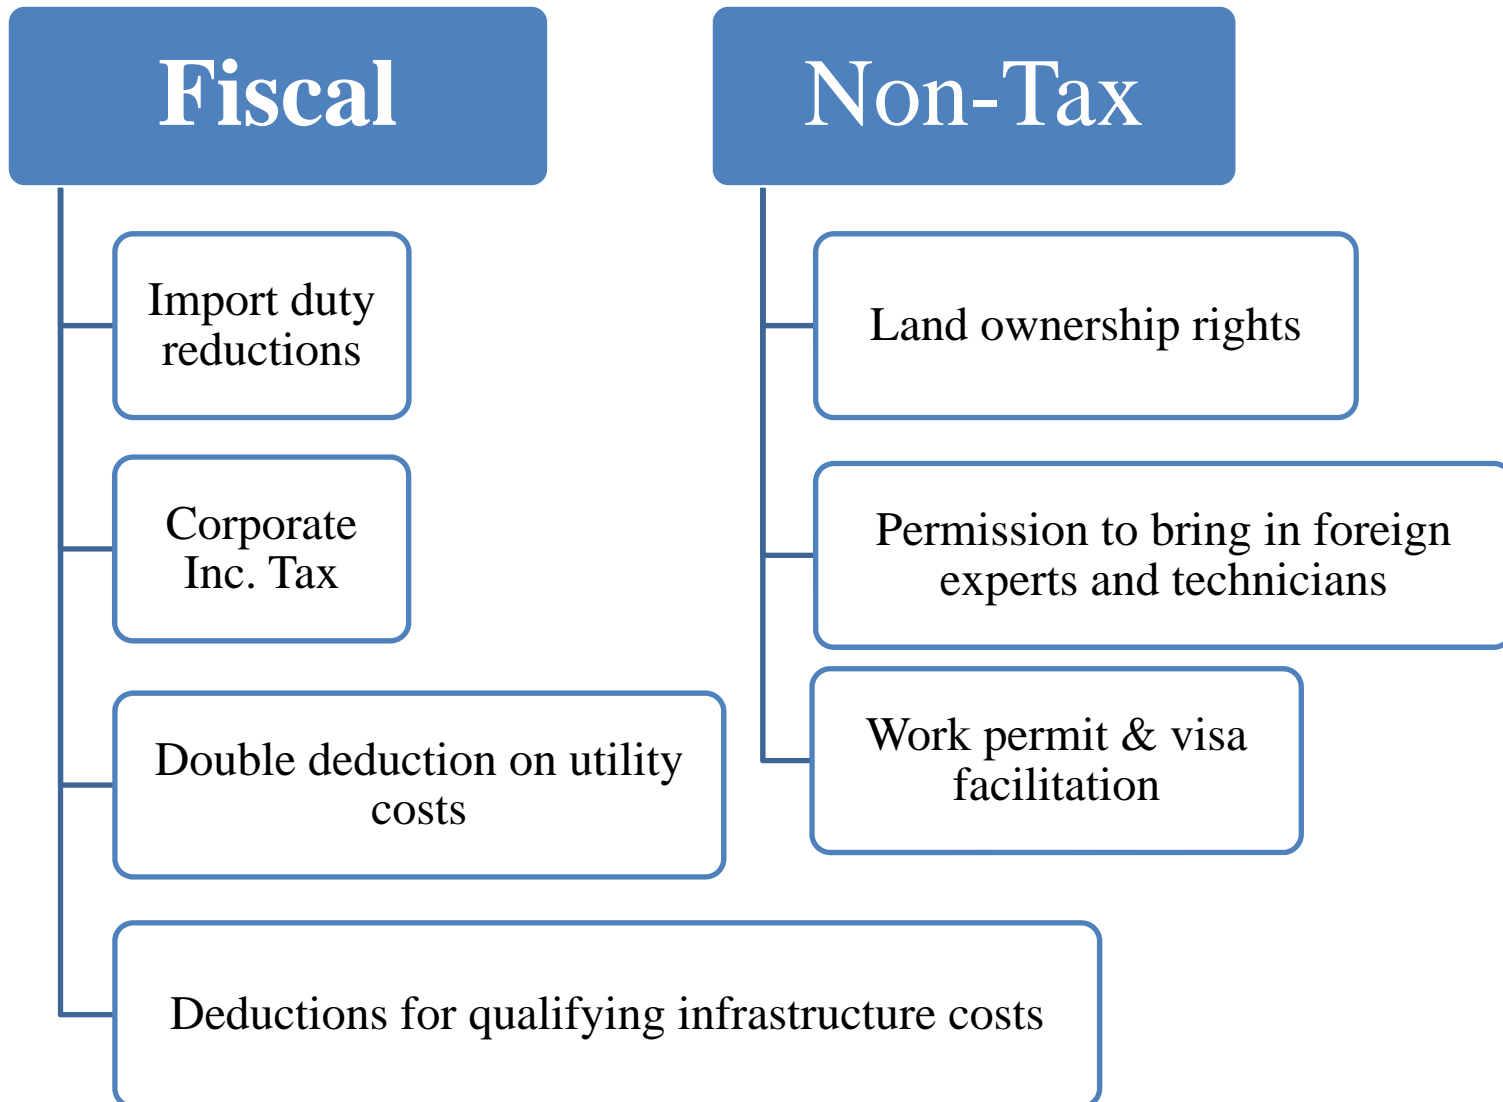 Fiscal
Import duty
reductions
Corporate
Inc. Tax
Double deduction on utility
costs
Deductions for qualifying infrastructure costs
Non-Tax
Land ownership rights
Permission to bring in foreign
experts and technicians
Work permit & visa
facilitation